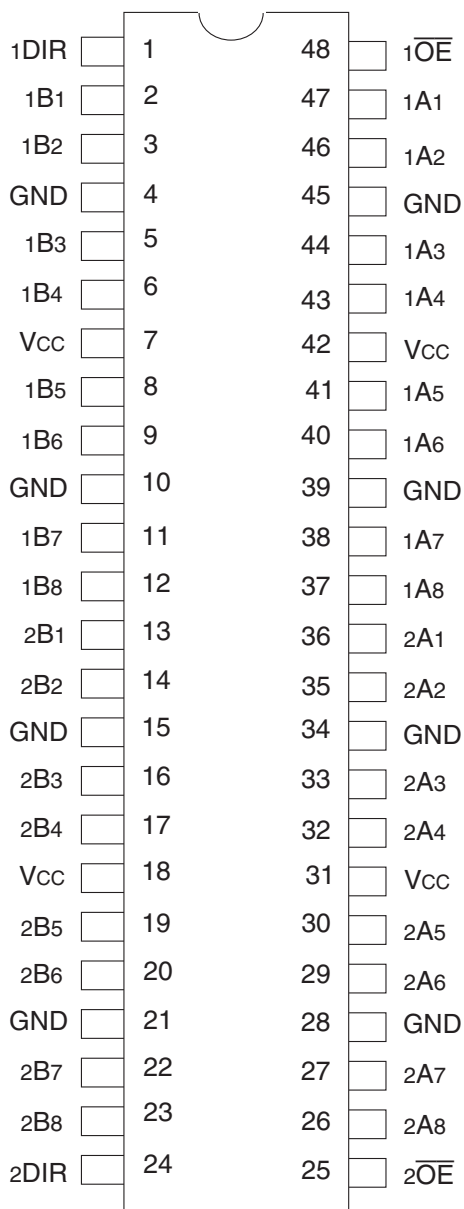 1DIR 1 48 1O̅E̅
1B1 2 47 1A1
1B2 3 46 1A2
GND 4 45 GND
1B3 5 44 1A3
1B4 6 43 1A4
VCC 7 42 VCC
1B5 8 41 1A5
1B6 9 40 1A6
GND 10 39 GND
1B7 11 38 1A7
1B8 12 37 1A8
2B1 13 36 2A1
2B2 14 35 2A2
GND 15 34 GND
2B3 16 33 2A3
2B4 17 32 2A4
VCC 18 31 VCC
2B5 19 30 2A5
2B6 20 29 2A6
GND 21 28 GND
2B7 22 27 2A7
2B8 23 26 2A8
2DIR 24 25 2O̅E̅